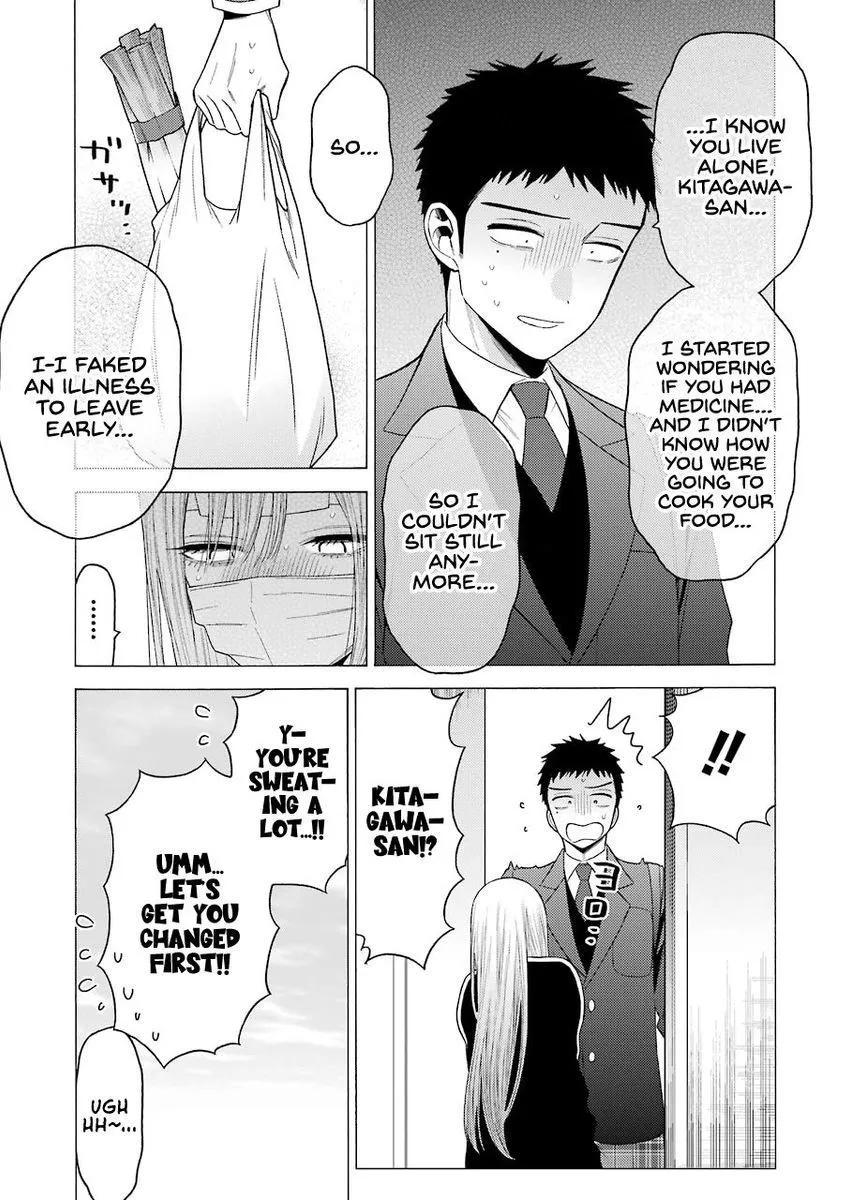 ...I KNOW
YOU LIVE
ALONE,
KITAGAWA-
SAN...
SO...
ガサッ...
I STARTED
WONDERING
IF YOU HAD
MEDICINE...
AND I DIDN'T
KNOW HOW
YOU WERE
GOING TO
COOK YOUR
FOOD...
SO I
COULDN'T
SIT STILL
ANY-
MORE...
I-I FAKED
AN ILLNESS
TO LEAVE
EARLY...
......
!!
ヨロ...
KITA-
GAWA-
SAN!?
Y-
YOU'RE
SWEAT-
ING A
LOT...!!
UMM...
LET'S
GET YOU
CHANGED
FIRST!!
UGH
HH~...